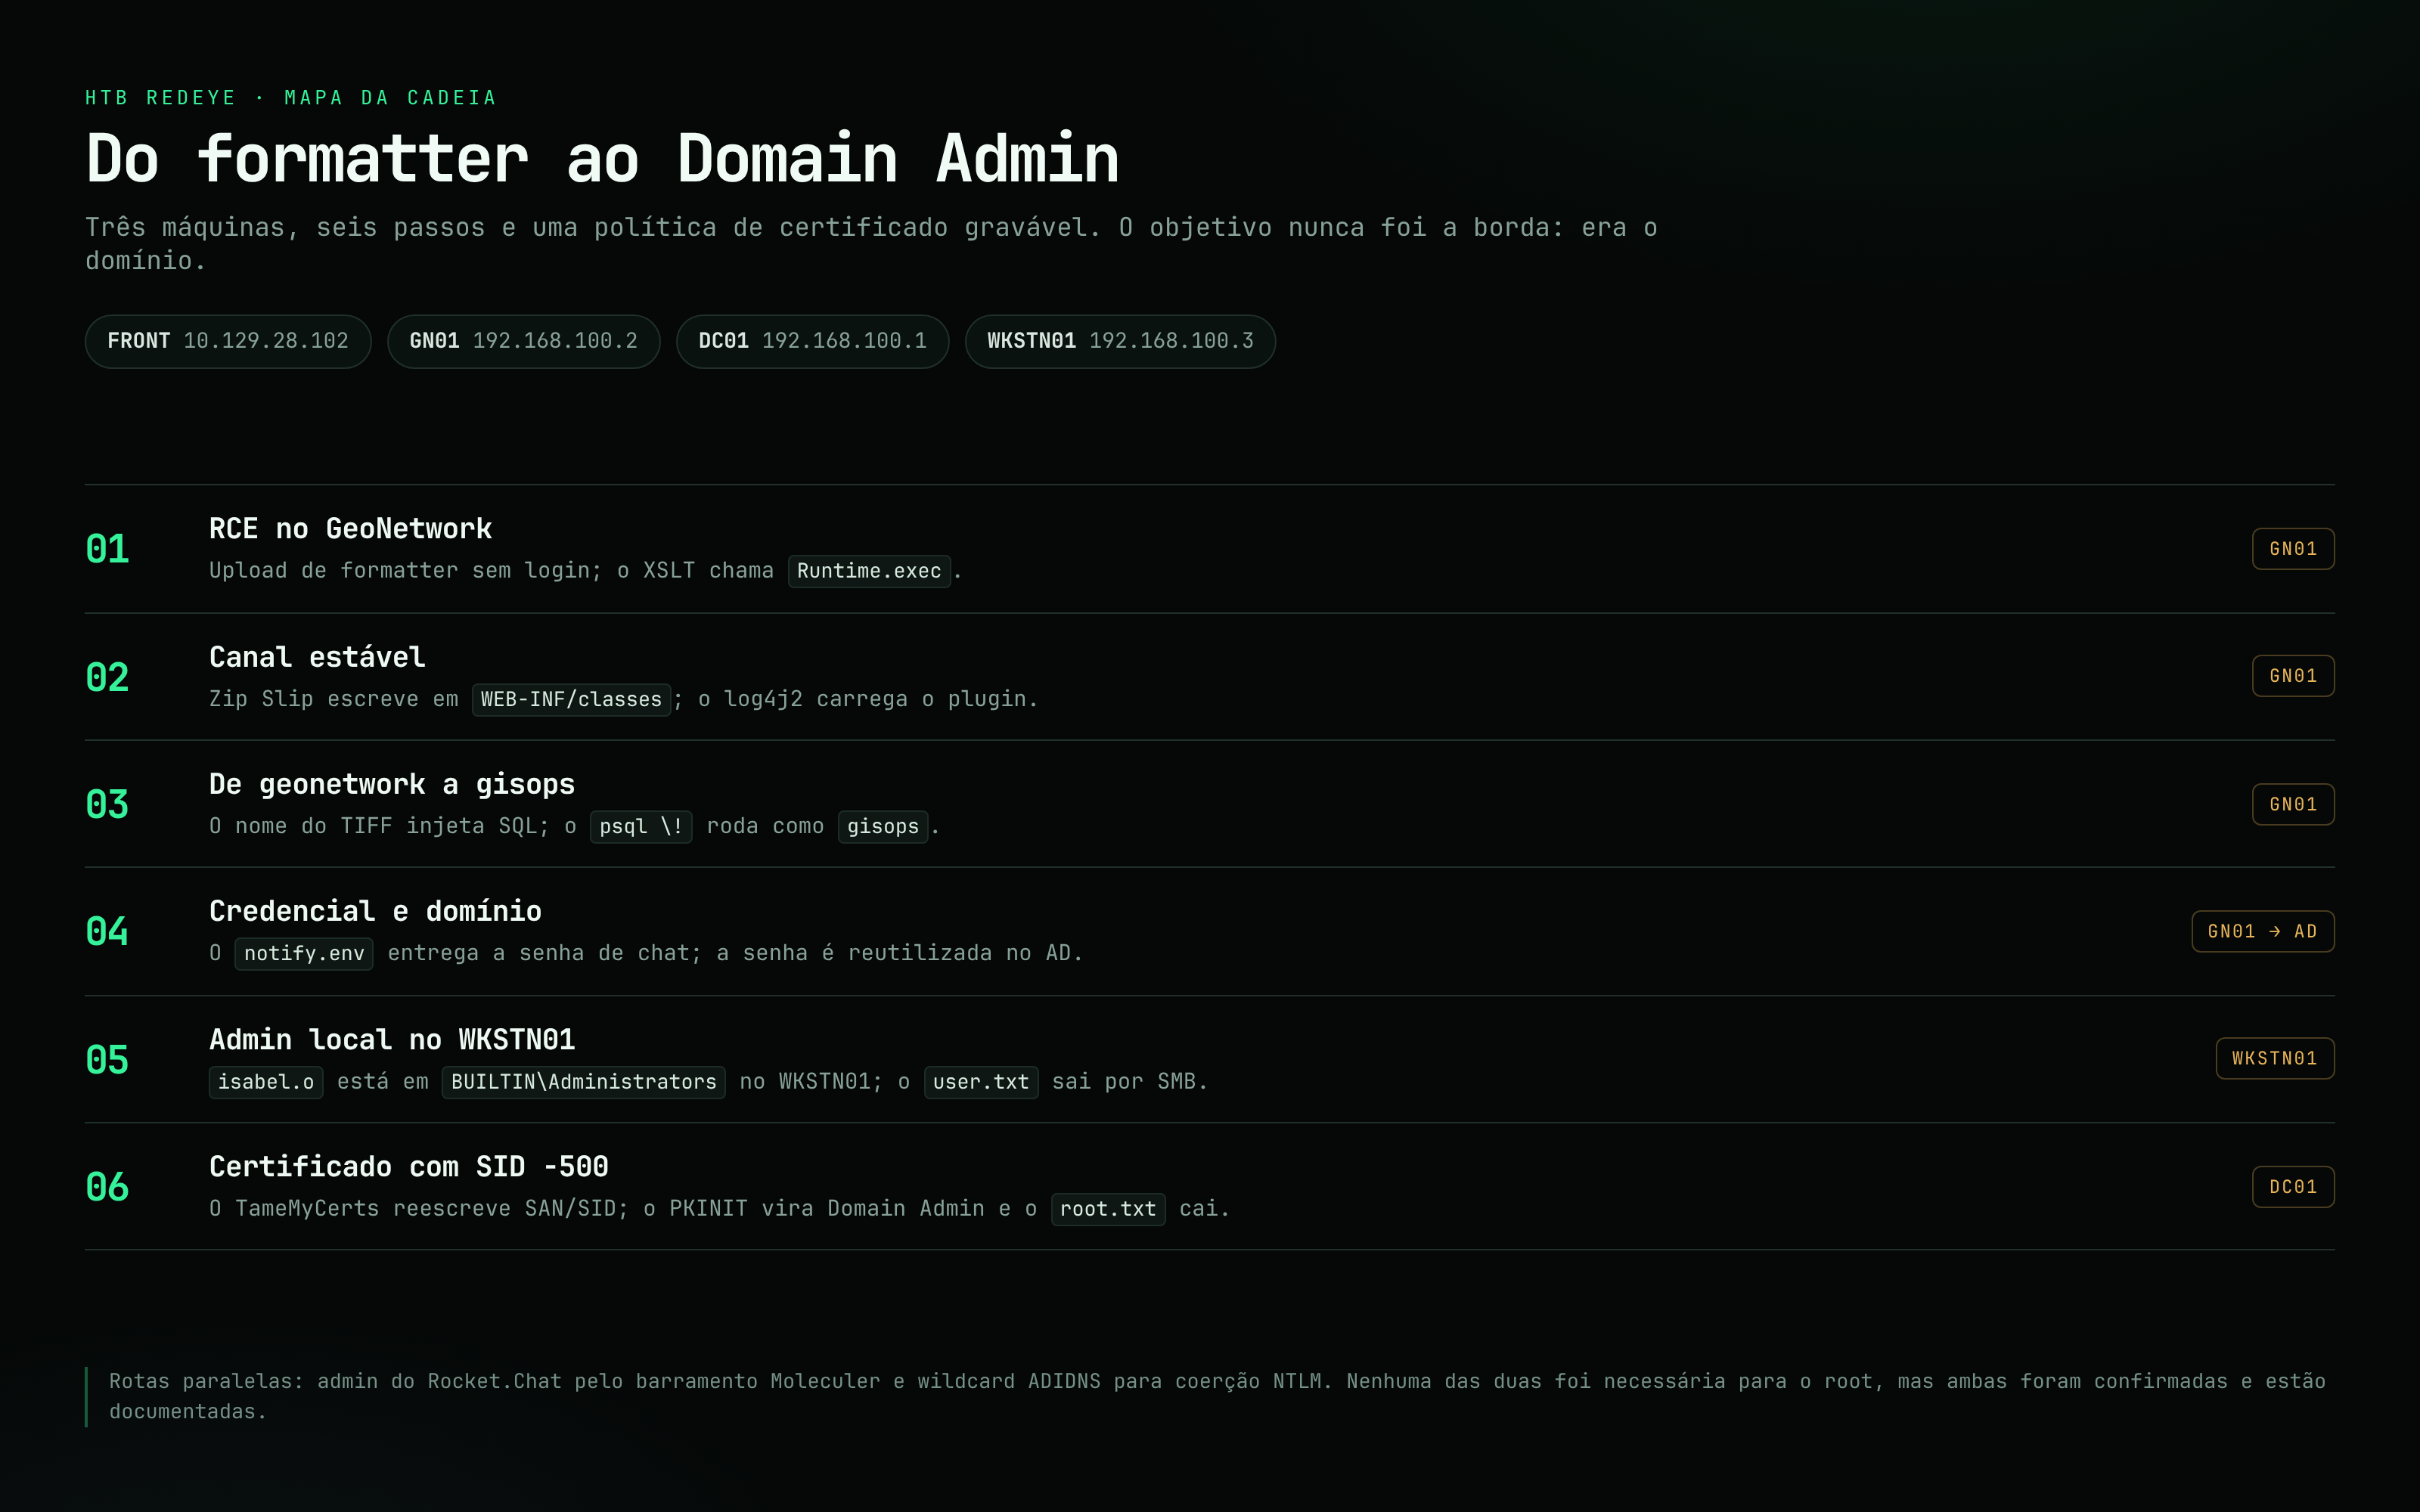 HTB REDEYE · MAPA DA CADEIA
Do formatter ao Domain Admin
Três máquinas, seis passos e uma política de certificado gravável. O objetivo nunca foi a borda: era o
domínio.
FRONT 10.129.28.102 GN01 192.168.100.2 DC01 192.168.100.1 WKSTN01 192.168.100.3
01
RCE no GeoNetwork
Upload de formatter sem login; o XSLT chama Runtime.exec.
GN01
02
Canal estável
Zip Slip escreve em WEB-INF/classes; o log4j2 carrega o plugin.
GN01
03
De geonetwork a gisops
O nome do TIFF injeta SQL; o psql \! roda como gisops.
GN01
04
Credencial e domínio
O notify.env entrega a senha de chat; a senha é reutilizada no AD.
GN01 → AD
05
Admin local no WKSTN01
isabel.o está em BUILTIN\Administrators no WKSTN01; o user.txt sai por SMB.
WKSTN01
06
Certificado com SID -500
O TameMyCerts reescreve SAN/SID; o PKINIT vira Domain Admin e o root.txt cai.
DC01
Rotas paralelas: admin do Rocket.Chat pelo barramento Moleculer e wildcard ADIDNS para coerção NTLM. Nenhuma das duas foi necessária para o root, mas ambas foram confirmadas e estão
documentadas.